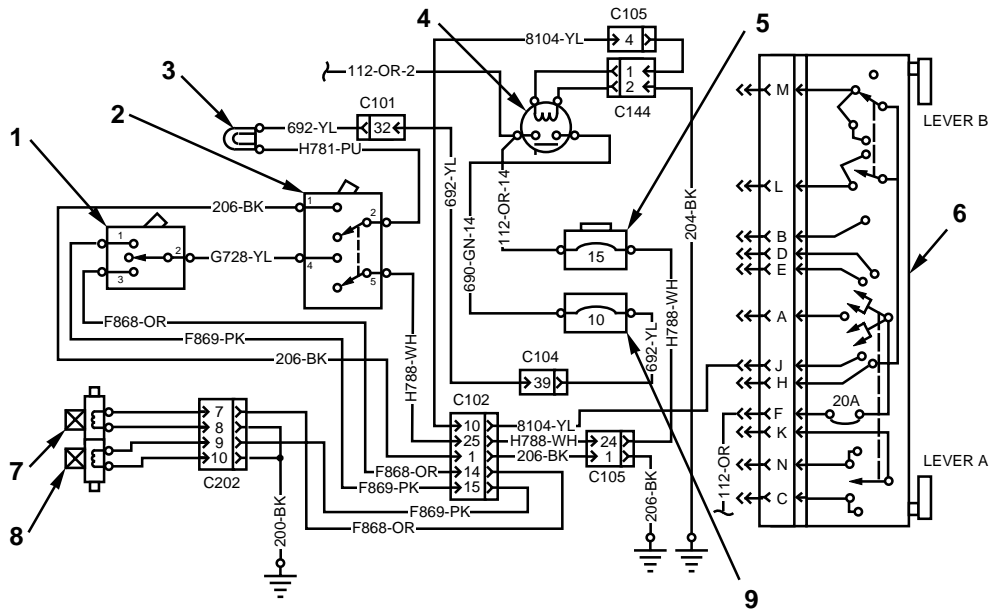 C105
8104-YL
4
112-OR-2
1
2
C144
4
5
3
C101
692-YL
32
H781-PU
2
1
206-BK
1
2
4
5
G728-YL
1
2
3
F868-OR
F869-PK
206-BK
H788-WH
692-YL
690-GN-14
112-OR-14
15
10
H788-WH
692-YL
204-BK
C104
39
C102
10
25
1
14
15
8104-YL
H788-WH
206-BK
24
1
C105
F868-OR
F869-PK
F869-PK
F868-OR
206-BK
7
8
9
10
C202
200-BK
7
8
9
6
M
L
B
D
E
A
J
H
F
K
N
C
20A
112-OR
LEVER B
LEVER A